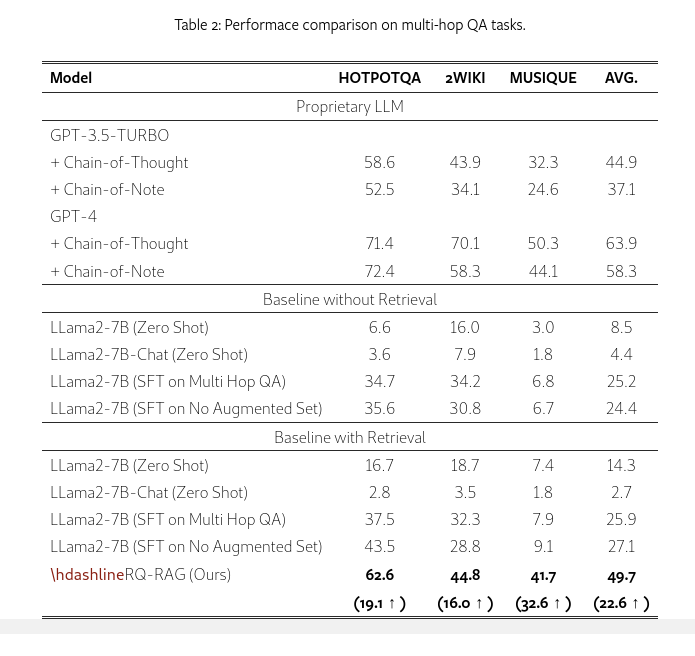 Table 2: Performace comparison on multi-hop QA tasks.
Model HOTPOTQA 2WIKI MUSIQUE AVG.
Proprietary LLM
GPT-3.5-TURBO
+ Chain-of-Thought 58.6 43.9 32.3 44.9
+ Chain-of-Note 52.5 34.1 24.6 37.1
GPT-4
+ Chain-of-Thought 71.4 70.1 50.3 63.9
+ Chain-of-Note 72.4 58.3 44.1 58.3
Baseline without Retrieval
LLama2-7B (Zero Shot) 6.6 16.0 3.0 8.5
LLama2-7B-Chat (Zero Shot) 3.6 7.9 1.8 4.4
LLama2-7B (SFT on Multi Hop QA) 34.7 34.2 6.8 25.2
LLama2-7B (SFT on No Augmented Set) 35.6 30.8 6.7 24.4
Baseline with Retrieval
LLama2-7B (Zero Shot) 16.7 18.7 7.4 14.3
LLama2-7B-Chat (Zero Shot) 2.8 3.5 1.8 2.7
LLama2-7B (SFT on Multi Hop QA) 37.5 32.3 7.9 25.9
LLama2-7B (SFT on No Augmented Set) 43.5 28.8 9.1 27.1
\hdashlineRQ-RAG (Ours) 62.6 44.8 41.7 49.7
(19.1 ↑ ) (16.0 ↑ ) (32.6 ↑ ) (22.6 ↑ )